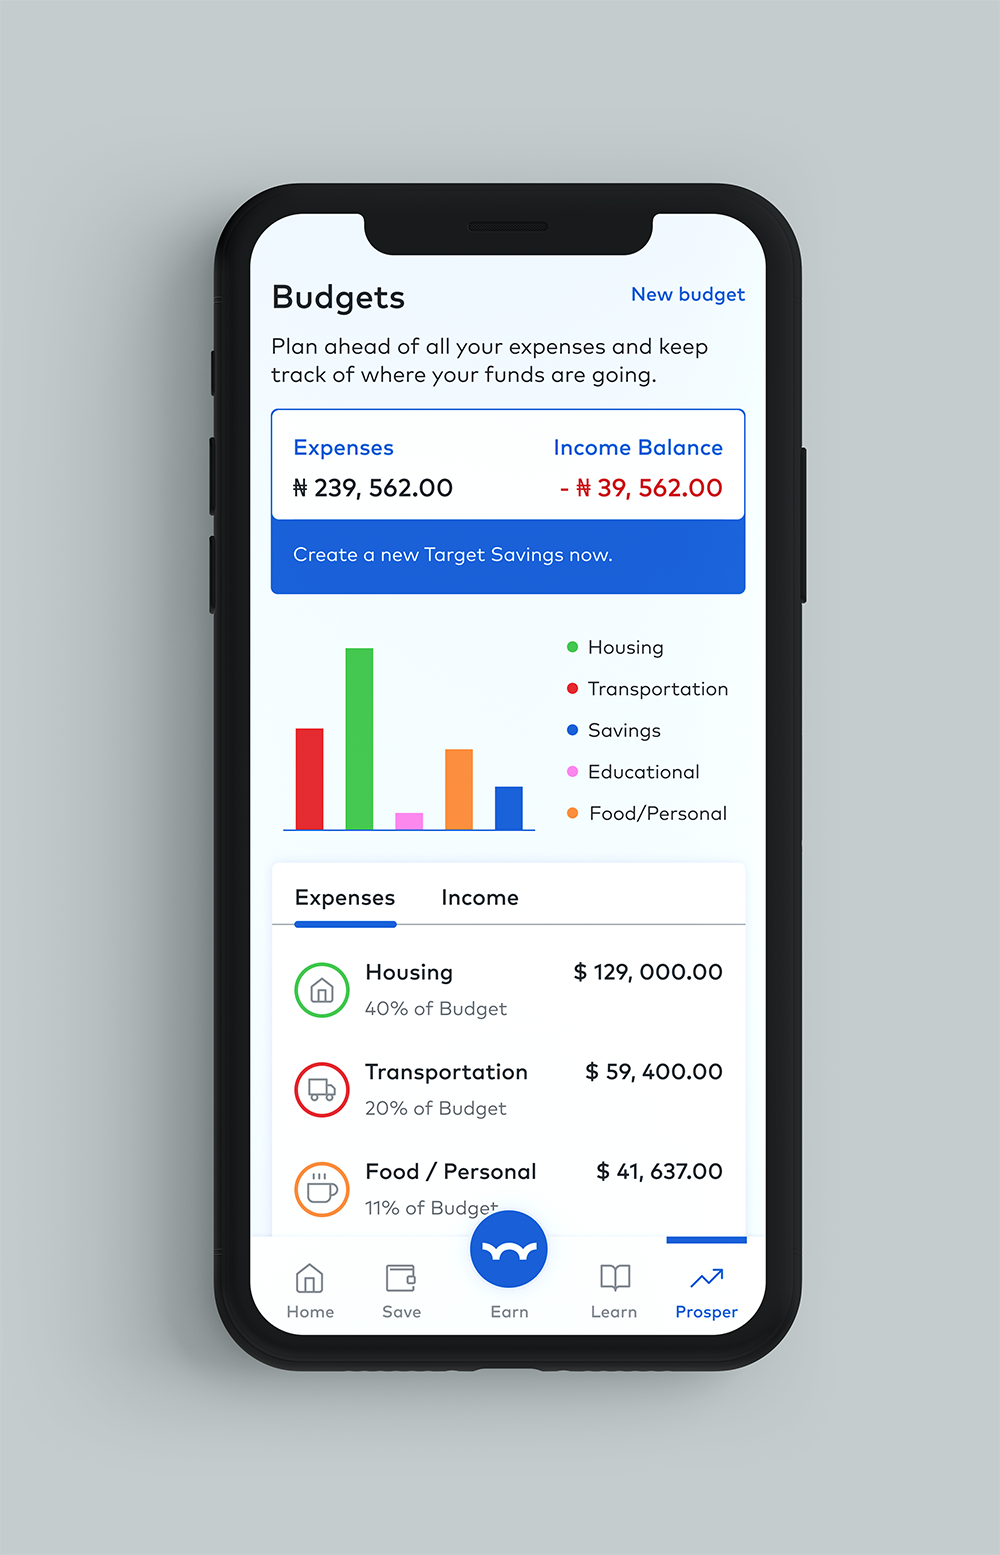 Budgets
New budget
Plan ahead of all your expenses and keep
track of where your funds are going.
Expenses
Income Balance
₦ 239, 562.00
- ₦ 39, 562.00
Create a new Target Savings now.
Housing
Transportation
Savings
Educational
Food/Personal
Expenses
Income
Housing
$ 129, 000.00
40% of Budget
Transportation
$ 59, 400.00
20% of Budget
Food / Personal
$ 41, 637.00
11% of Budget
Home
Save
Earn
Learn
Prosper